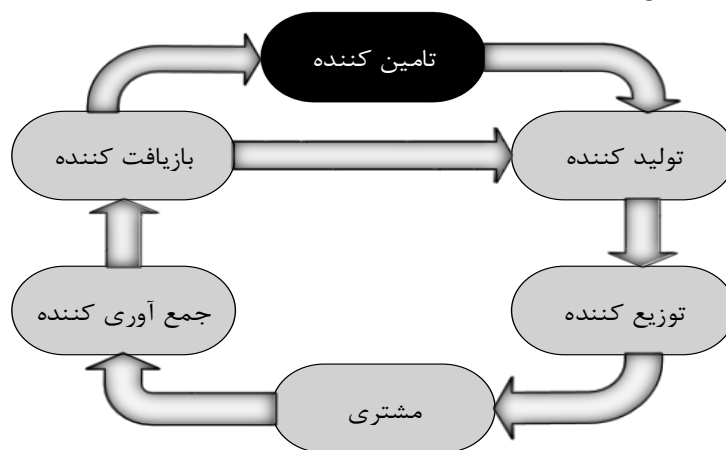 تامین کننده
بازیافت کننده
تولید کننده
جمع آوری کننده
توزیع کننده
مشتری